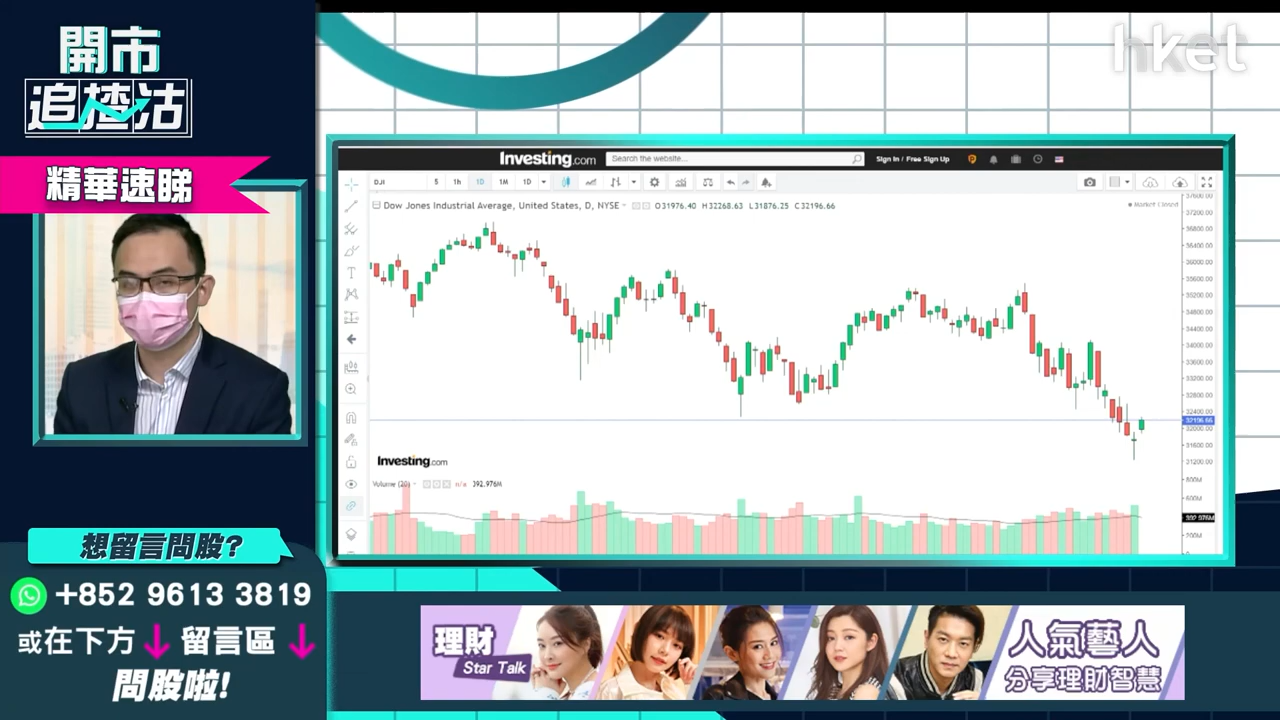 開市
追揸沽
精華速睇
hket
Investing.com
Search the website...
Sign In / Free Sign Up
DJI
5
1h
1D
1M
1D
Dow Jones Industrial Average, United States, D, NYSE
O31976.40 H32268.63 L31876.25 C32196.66
Market Closed
37600.00
37200.00
36800.00
36400.00
36000.00
35600.00
35200.00
34800.00
34400.00
34000.00
33600.00
33200.00
32800.00
32400.00
32196.66
32000.00
31600.00
31200.00
Investing.com
Volume (20)
n/a
392.976M
800M
600M
392.976M
200M
0
想留言問股?
+852 9613 3819
或在下方 留言區
問股啦!
理財
Star Talk
人氣藝人
分享理財智慧